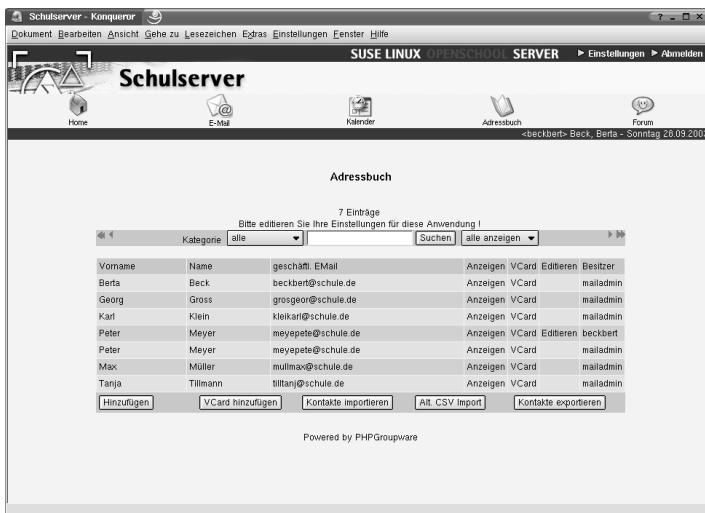 Schulserver - Konqueror
Dokument Bearbeiten Ansicht Gehe zu Lesezeichen Extras Einstellungen Fenster Hilfe
SUSE LINUX OPENSCHOOL SERVER Einstellungen Abmelden
Schulserver
Home E-Mail Kalender Adressbuch Forum
<beckbert> Beck, Berta - Sonntag 28.09.2003
Adressbuch
7 Einträge
Bitte editieren Sie Ihre Einstellungen für diese Anwendung !
Kategorie alle Suchen alle anzeigen
Vorname Name geschäftl. EMail Anzeigen VCard Editieren Besitzer
Berta Beck beckbert@schule.de Anzeigen VCard mailadmin
Georg Gross grosgeor@schule.de Anzeigen VCard mailadmin
Karl Klein kleikarl@schule.de Anzeigen VCard mailadmin
Peter Meyer meyepete@schule.de Anzeigen VCard Editieren beckbert
Peter Meyer meyepete@schule.de Anzeigen VCard mailadmin
Max Müller mullmax@schule.de Anzeigen VCard mailadmin
Tanja Tillmann tilltanj@schule.de Anzeigen VCard mailadmin
Hinzufügen VCard hinzufügen Kontakte importieren Alt. CSV Import Kontakte exportieren
Powered by PHPGroupware